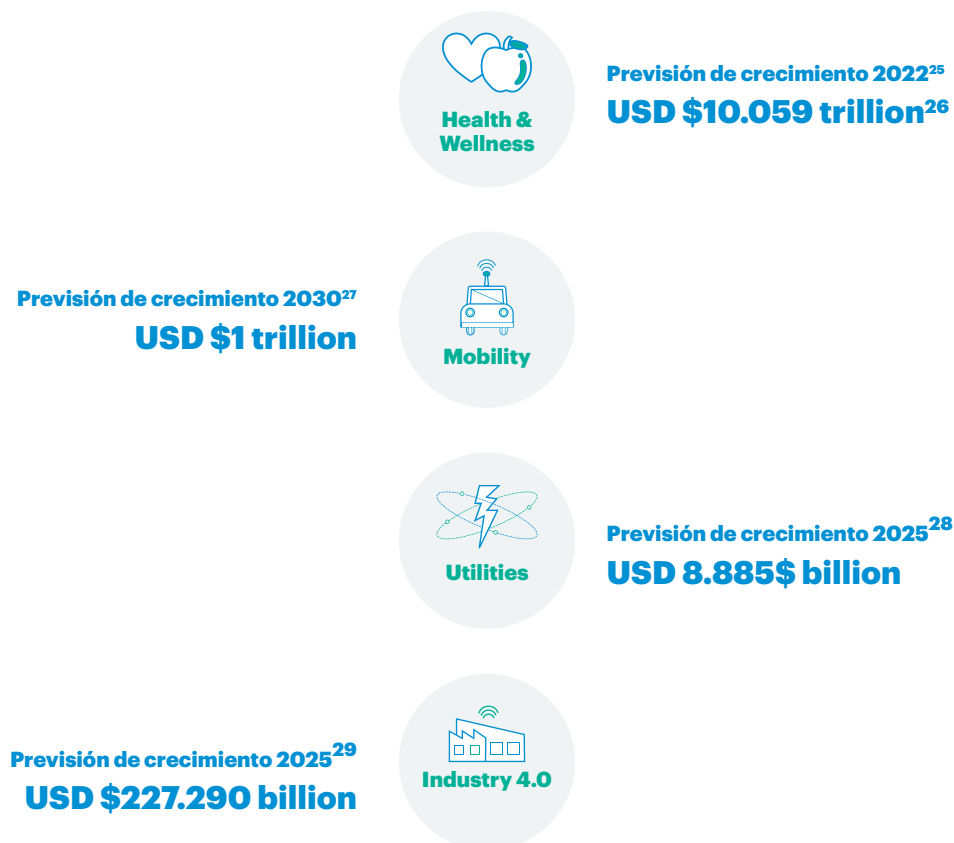 Health &
Wellness
Previsión de crecimiento 2022²⁵
USD $10.059 trillion²⁶
Previsión de crecimiento 2030²⁷
USD $1 trillion
Mobility
Utilities
Previsión de crecimiento 2025²⁸
USD 8.885$ billion
Previsión de crecimiento 2025²⁹
USD $227.290 billion
Industry 4.0